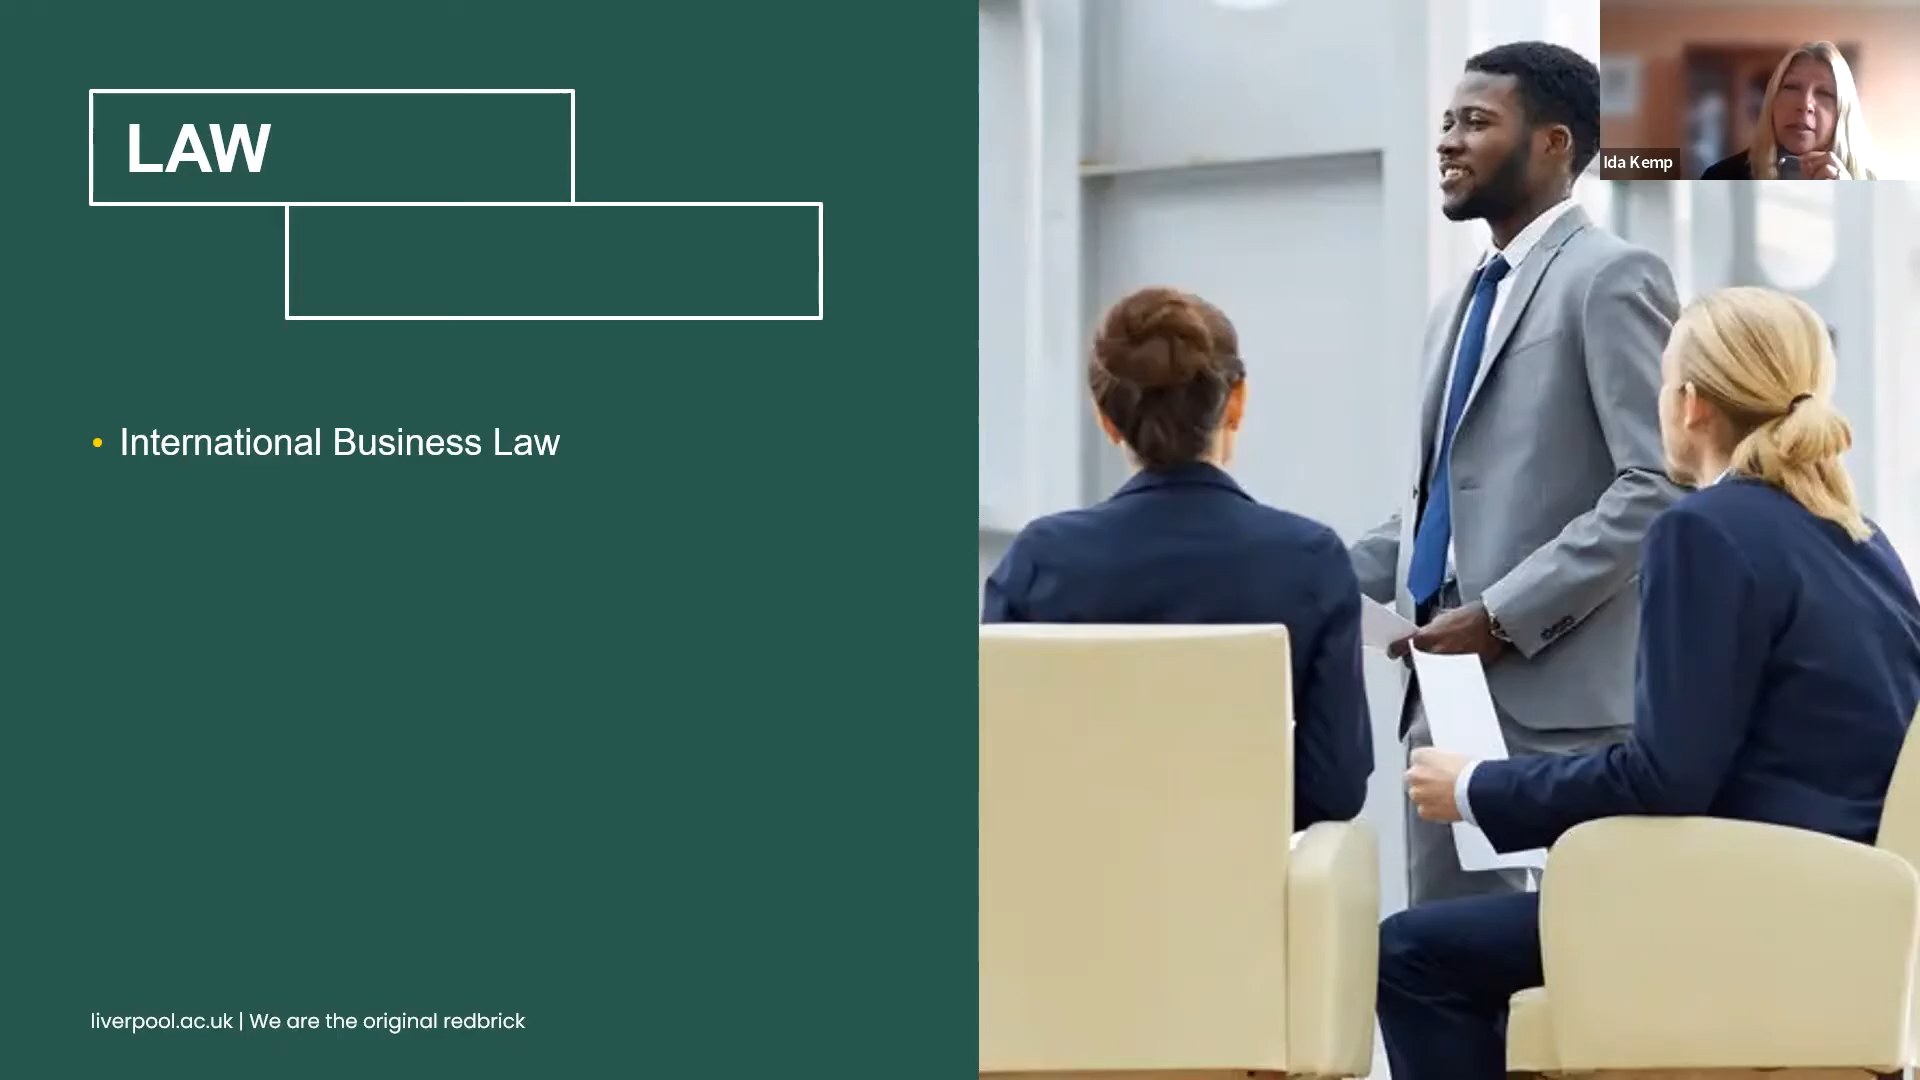 LAW
Ida Kemp
• International Business Law
liverpool.ac.uk | We are the original redbrick